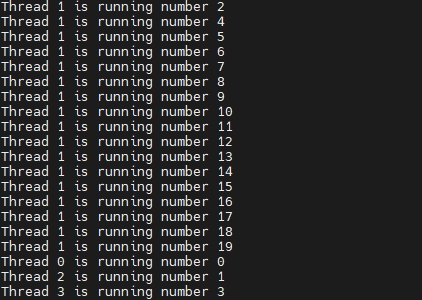 Thread 1 is running number 2
Thread 1 is running number 4
Thread 1 is running number 5
Thread 1 is running number 6
Thread 1 is running number 7
Thread 1 is running number 8
Thread 1 is running number 9
Thread 1 is running number 10
Thread 1 is running number 11
Thread 1 is running number 12
Thread 1 is running number 13
Thread 1 is running number 14
Thread 1 is running number 15
Thread 1 is running number 16
Thread 1 is running number 17
Thread 1 is running number 18
Thread 1 is running number 19
Thread 0 is running number 0
Thread 2 is running number 1
Thread 3 is running number 3